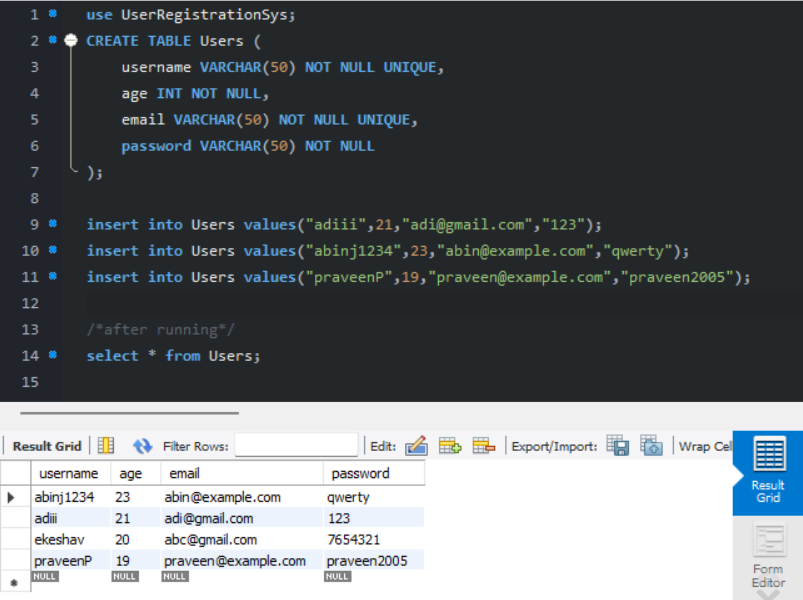 1 use UserRegistrationSys;
2 CREATE TABLE Users (
3 username VARCHAR(50) NOT NULL UNIQUE,
4 age INT NOT NULL,
5 email VARCHAR(50) NOT NULL UNIQUE,
6 password VARCHAR(50) NOT NULL
7 );
8
9 insert into Users values("adiii",21,"adi@gmail.com","123");
10 insert into Users values("abinj1234",23,"abin@example.com","qwerty");
11 insert into Users values("praveenP",19,"praveen@example.com","praveen2005");
12
13 /*after running*/
14 select * from Users;
15
Result Grid Filter Rows: Edit: Export/Import: Wrap Cel
username age email password
abinj1234 23 abin@example.com qwerty
adiii 21 adi@gmail.com 123
ekeshav 20 abc@gmail.com 7654321
praveenP 19 praveen@example.com praveen2005
NULL NULL NULL NULL
Result
Grid
Form
Editor